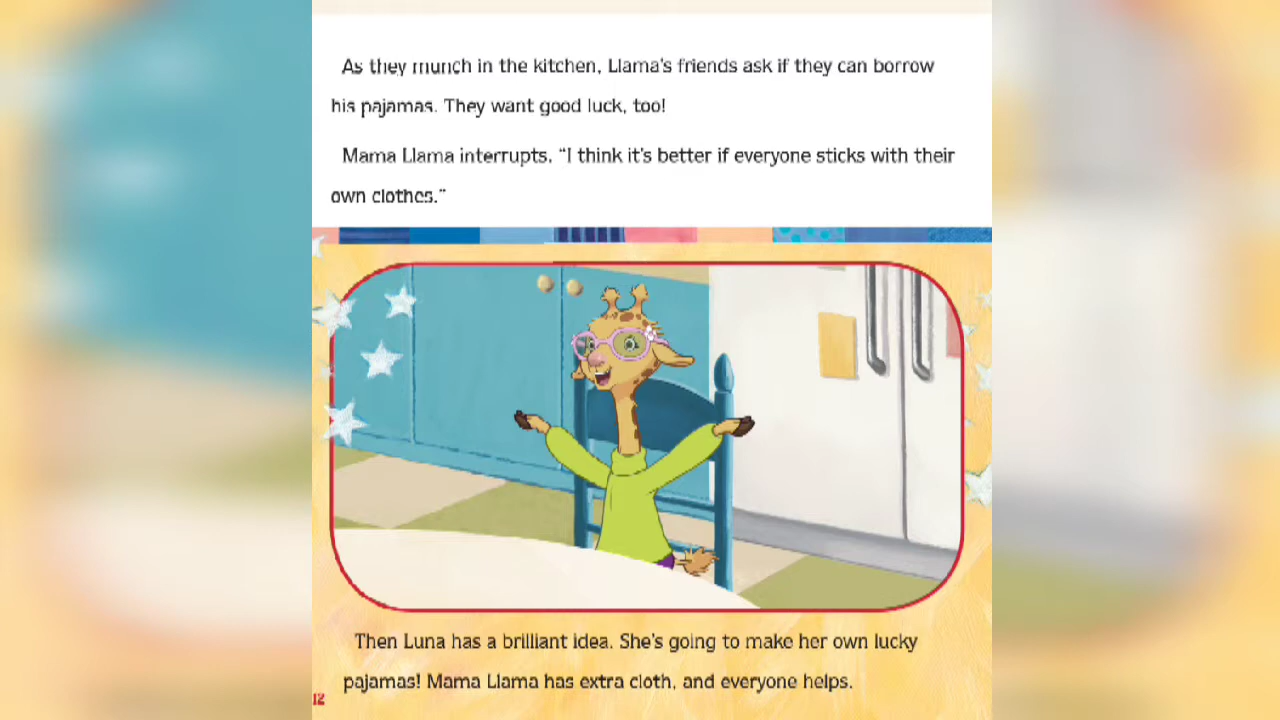 As they munch in the kitchen, Llama's friends ask if they can borrow
his pajamas. They want good luck, too!
Mama Llama interrupts. "I think it's better if everyone sticks with their
own clothes."
Then Luna has a brilliant idea. She's going to make her own lucky
pajamas! Mama Llama has extra cloth, and everyone helps.
12